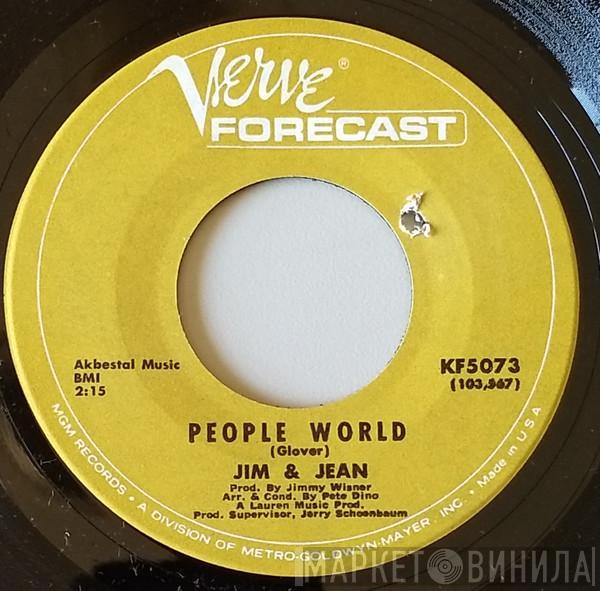 Verve®
FORECAST
Akbestal Music
BMI
2:15
KF5073
(103,567)
PEOPLE WORLD
(Glover)
JIM & JEAN
Prod. By Jimmy Wisner
Arr. & Cond. By Pete Dino
A Lauren Music Prod.
Prod. Supervisor, Jerry Schoenbaum
MGM RECORDS • A DIVISION OF METRO-GOLDWYN-MAYER, INC. • Made in U S A
МАРКЕТ ВИНИЛА